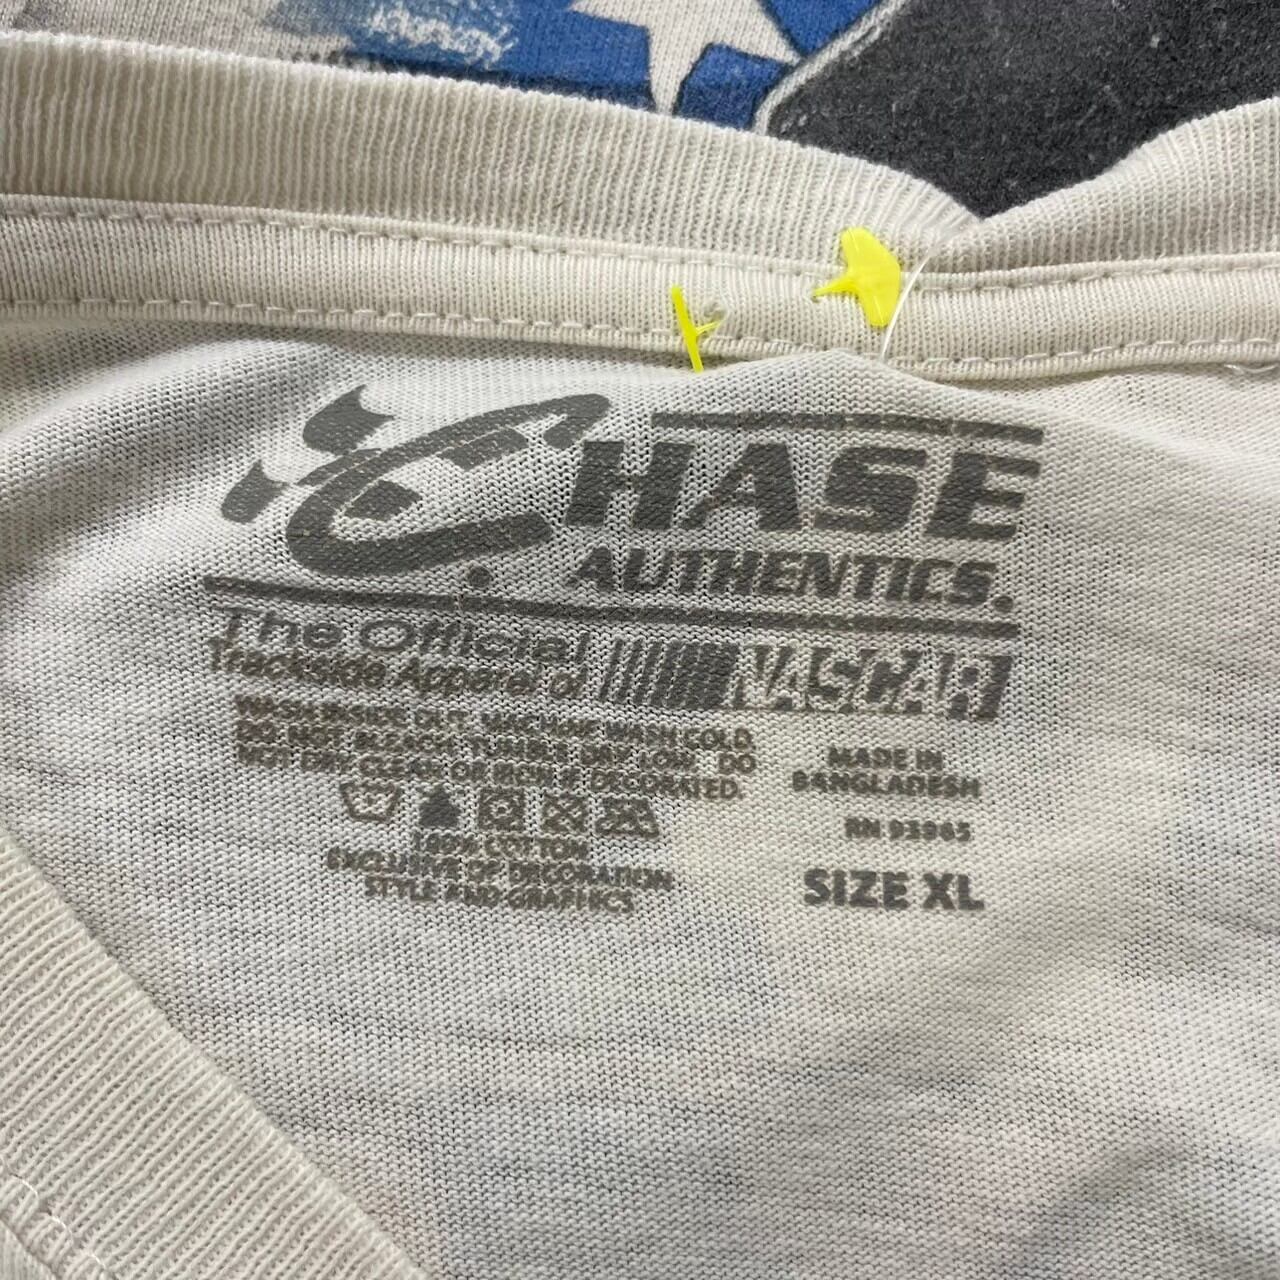 CHASE
AUTHENTICS.
The Official
Trackside Apparel of NASCAR
WASH INSIDE OUT. MACHINE WASH COLD.
DO NOT BLEACH. TUMBLE DRY LOW. DO
NOT DRY CLEAN OR IRON IF DECORATED.
100% COTTON
EXCLUSIVE OF DECORATION
STYLE AND GRAPHICS
MADE IN
BANGLADESH
RN
SIZE XL